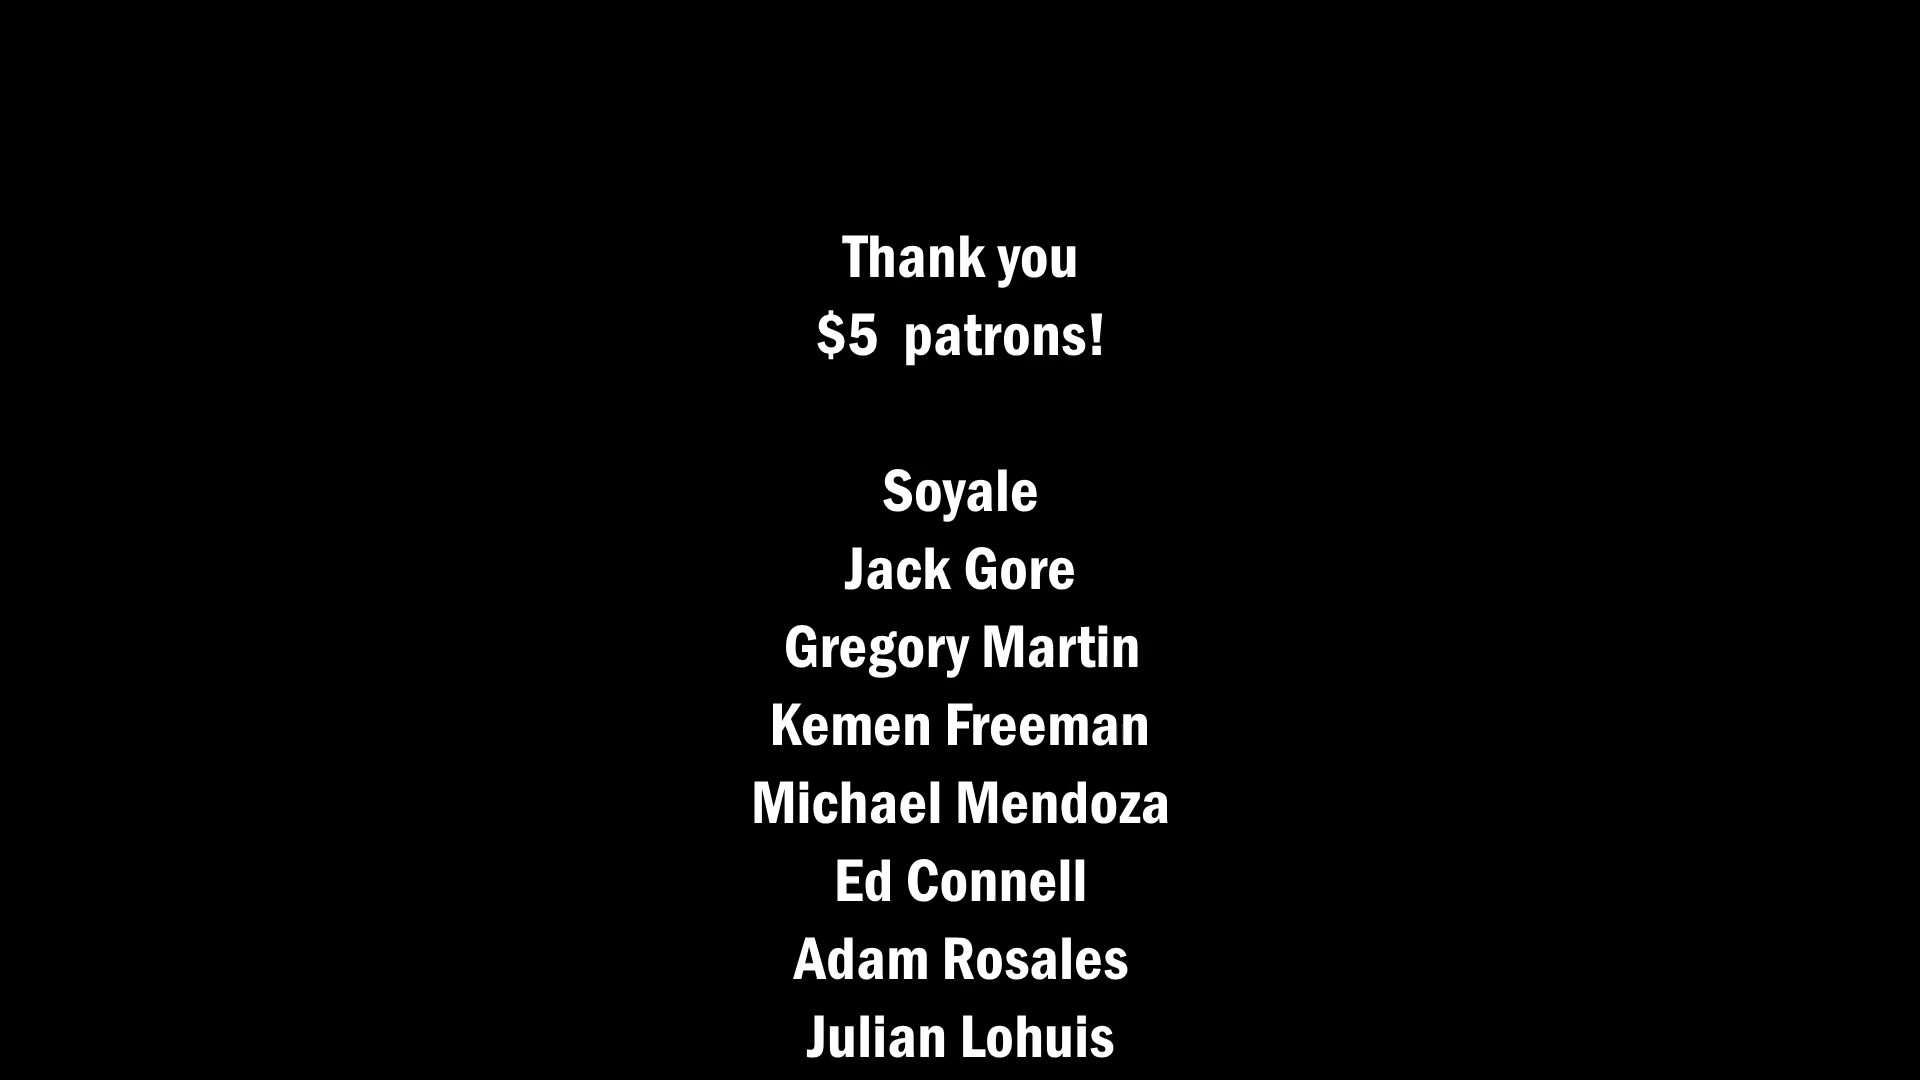 Thank you
$5  patrons!
Soyale
Jack Gore
Gregory Martin
Kemen Freeman
Michael Mendoza
Ed Connell
Adam Rosales
Julian Lohuis